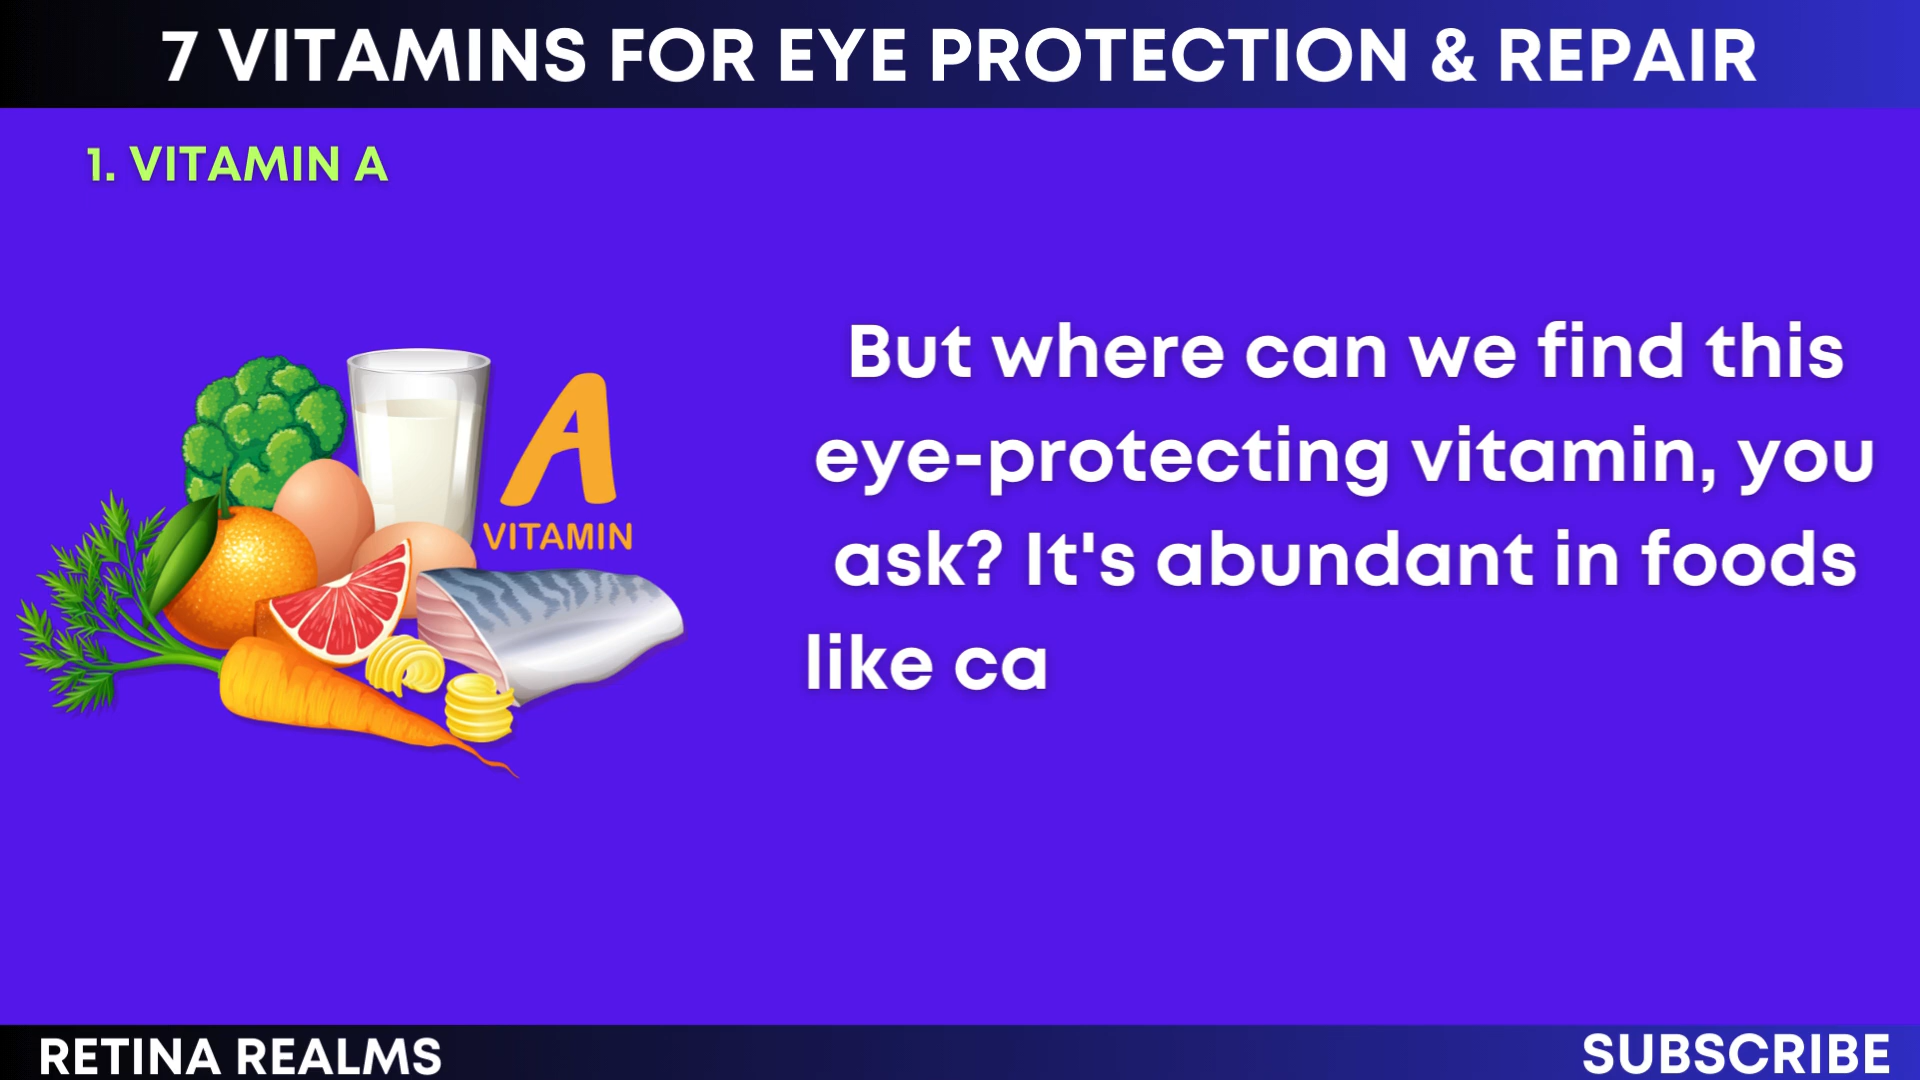 7 VITAMINS FOR EYE PROTECTION & REPAIR
1. VITAMIN A
A
VITAMIN
But where can we find this
eye-protecting vitamin, you
ask? It's abundant in foods
like ca
RETINA REALMS
SUBSCRIBE